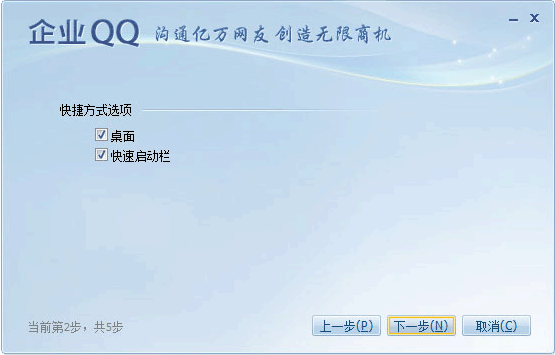 企业QQ 沟通亿万网友 创造无限商机
快捷方式选项
桌面
快速启动栏
当前第2步，共5步 上一步(P) 下一步(N) 取消(C)